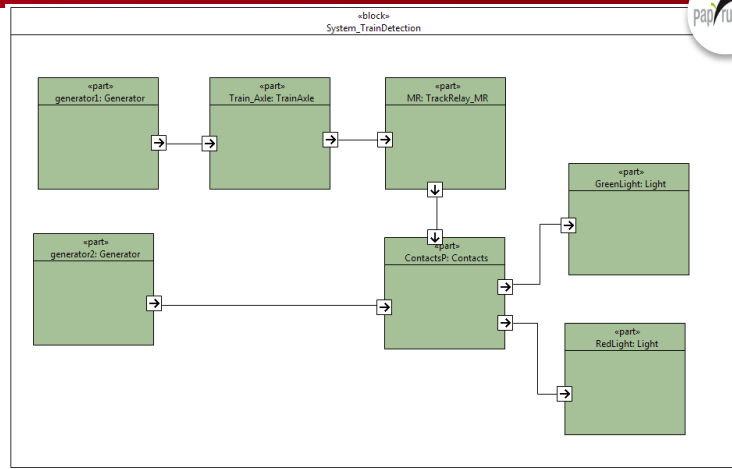 «block»
System_TrainDetection
«part»
generator1: Generator
«part»
Train_Axle: TrainAxle
«part»
MR: TrackRelay_MR
«part»
GreenLight: Light
«part»
generator2: Generator
«part»
ContactsP: Contacts
«part»
RedLight: Light